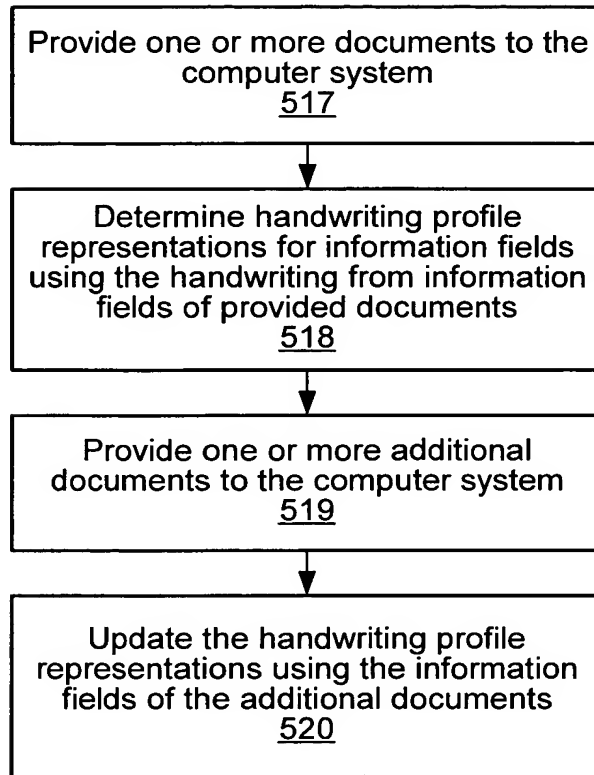 Provide one or more documents to the
computer system
517
Determine handwriting profile
representations for information fields
using the handwriting from information
fields of provided documents
518
Provide one or more additional
documents to the computer system
519
Update the handwriting profile
representations using the information
fields of the additional documents
520